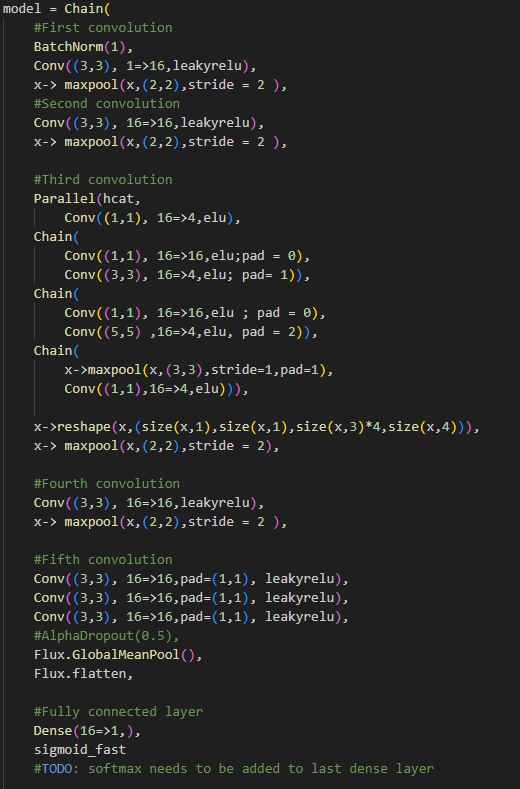 model = Chain(
#First convolution
BatchNorm(1),
Conv((3,3), 1=>16,leakyrelu),
x-> maxpool(x,(2,2),stride = 2 ),
#Second convolution
Conv((3,3), 16=>16,leakyrelu),
x-> maxpool(x,(2,2),stride = 2 ),
#Third convolution
Parallel(hcat,
Conv((1,1), 16=>4,elu),
Chain(
Conv((1,1), 16=>16,elu;pad = 0),
Conv((3,3), 16=>4,elu; pad= 1)),
Chain(
Conv((1,1), 16=>16,elu ; pad = 0),
Conv((5,5) ,16=>4,elu, pad = 2)),
Chain(
x->maxpool(x,(3,3),stride=1,pad=1),
Conv((1,1),16=>4,elu))),
x->reshape(x,(size(x,1),size(x,1),size(x,3)*4,size(x,4))),
x-> maxpool(x,(2,2),stride = 2),
#Fourth convolution
Conv((3,3), 16=>16,leakyrelu),
x-> maxpool(x,(2,2),stride = 2 ),
#Fifth convolution
Conv((3,3), 16=>16,pad=(1,1), leakyrelu),
Conv((3,3), 16=>16,pad=(1,1), leakyrelu),
Conv((3,3), 16=>16,pad=(1,1), leakyrelu),
#AlphaDropout(0.5),
Flux.GlobalMeanPool(),
Flux.flatten,
#Fully connected layer
Dense(16=>1,),
sigmoid_fast
#TODO: softmax needs to be added to last dense layer